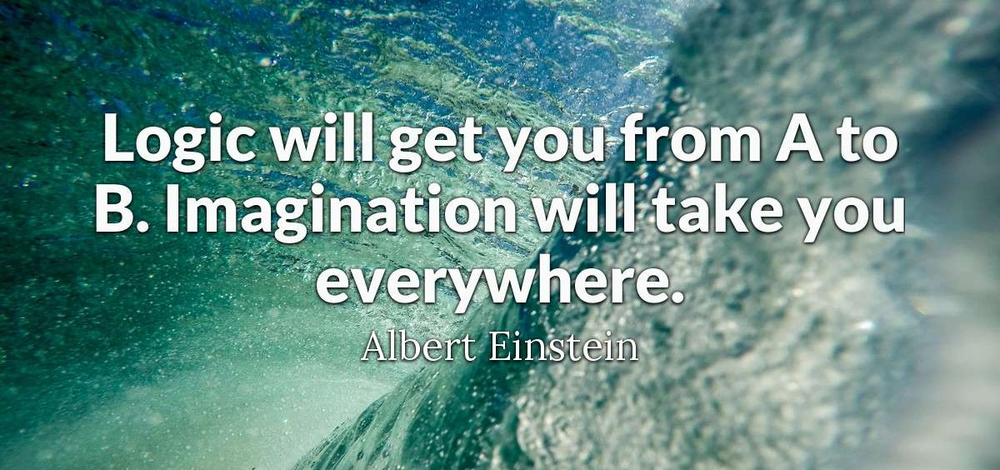 Logic will get you from A to
B. Imagination will take you
everywhere.
Albert Einstein